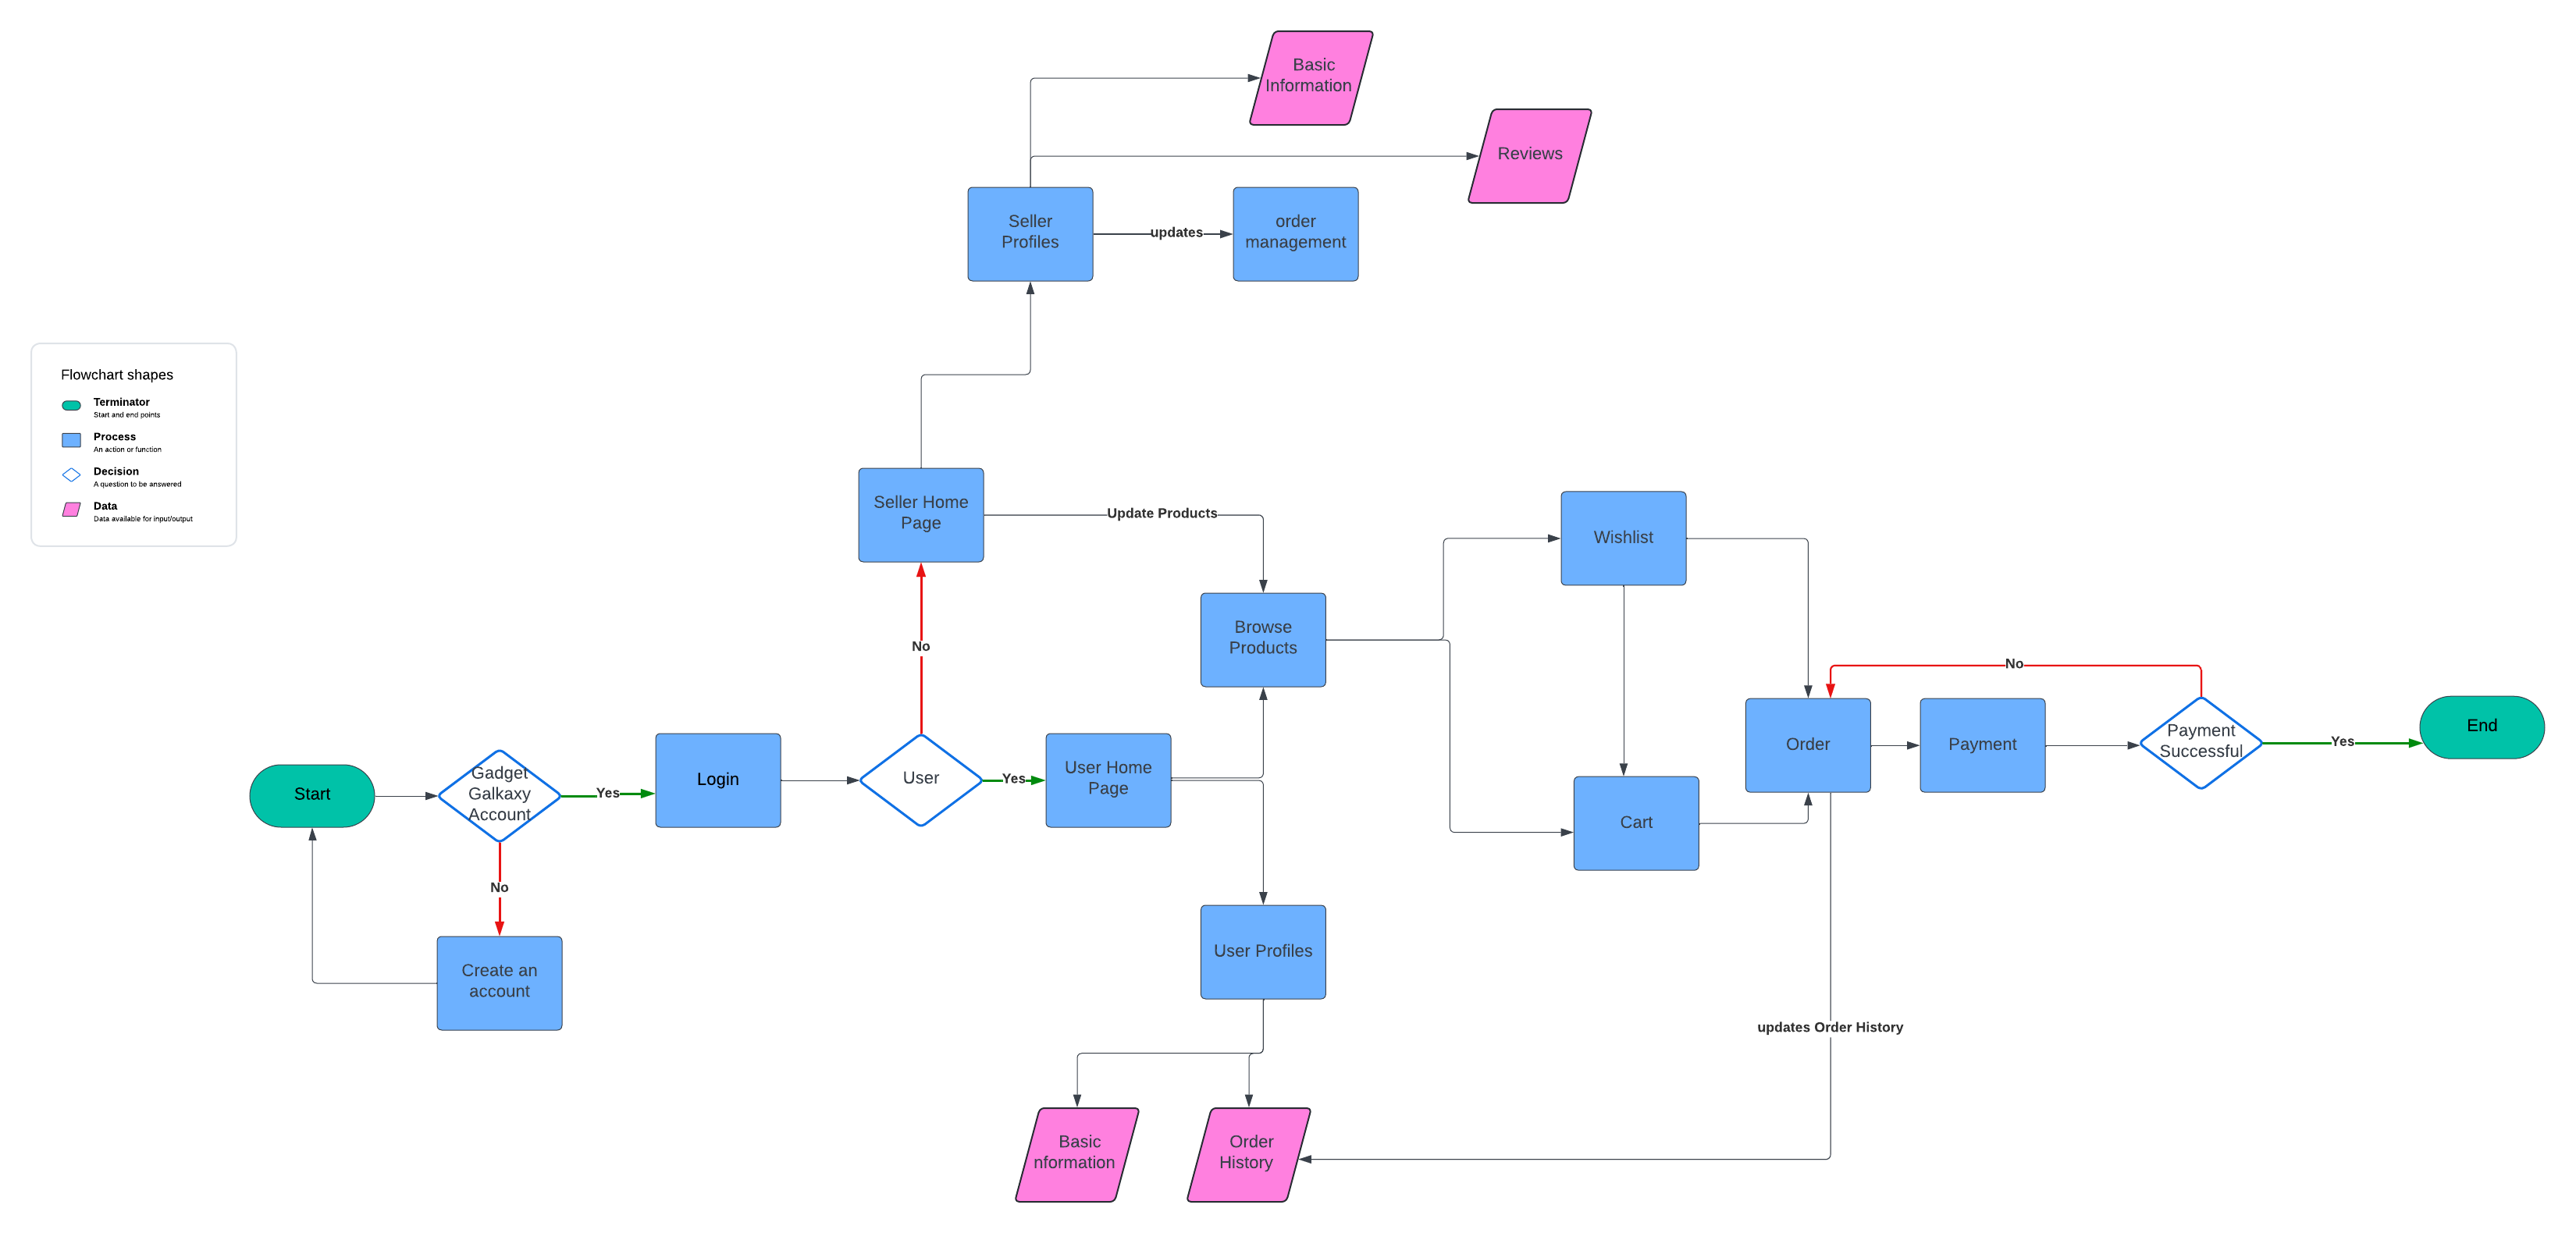 Basic
Information
Reviews
Seller
Profiles
updates
order
management
Flowchart shapes
Terminator
Start and end points
Process
An action or function
Decision
A question to be answered
Data
Data available for input/output
Seller Home
Page
Update Products
Wishlist
Browse
Products
No
No
User Home
Page
Yes
User
Login
Yes
Gadget
Galkaxy
Account
Start
No
Create an
account
Order
Payment
Payment
Successful
Yes
End
Cart
User Profiles
updates Order History
Basic
nformation
Order
History